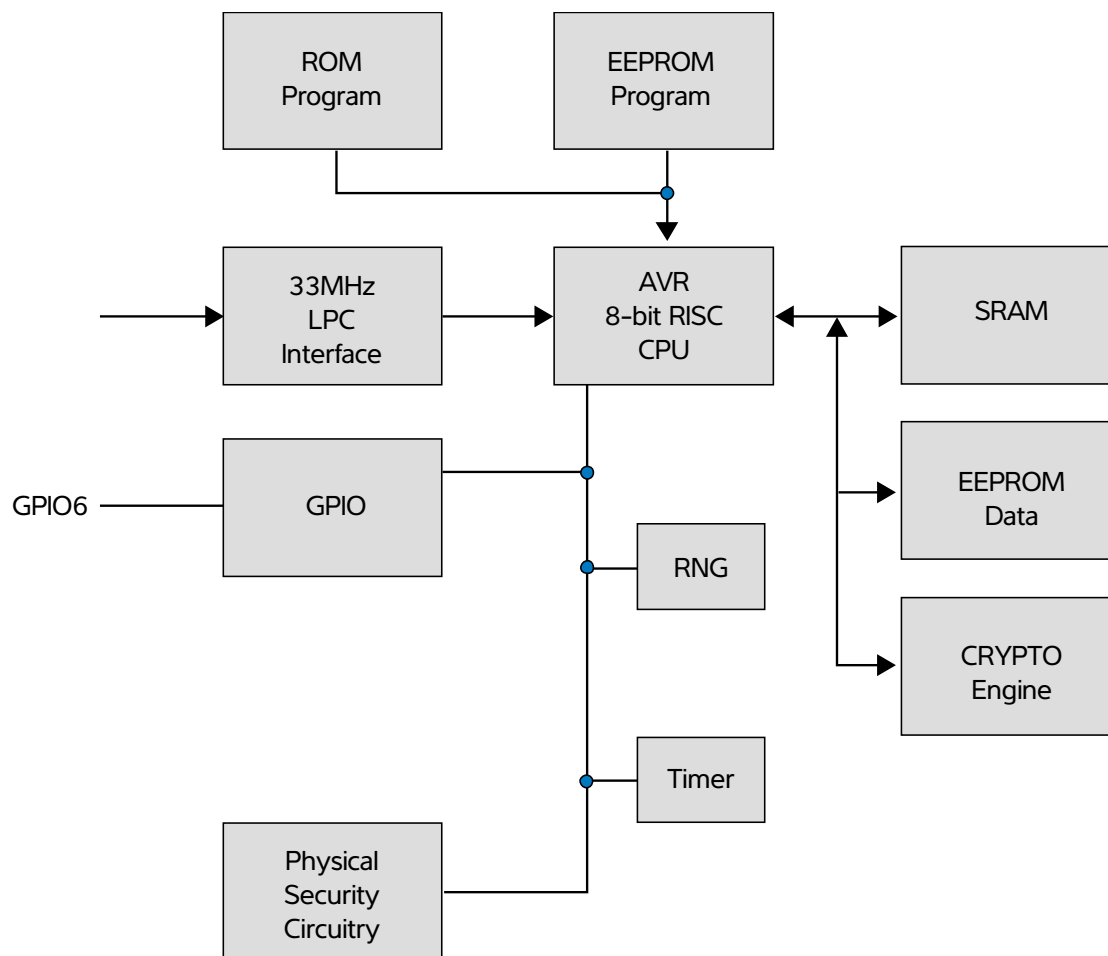 ROM
Program
EEPROM
Program
33MHz
LPC
Interface
AVR
8-bit RISC
CPU
SRAM
GPIO6
GPIO
EEPROM
Data
RNG
CRYPTO
Engine
Timer
Physical
Security
Circuitry